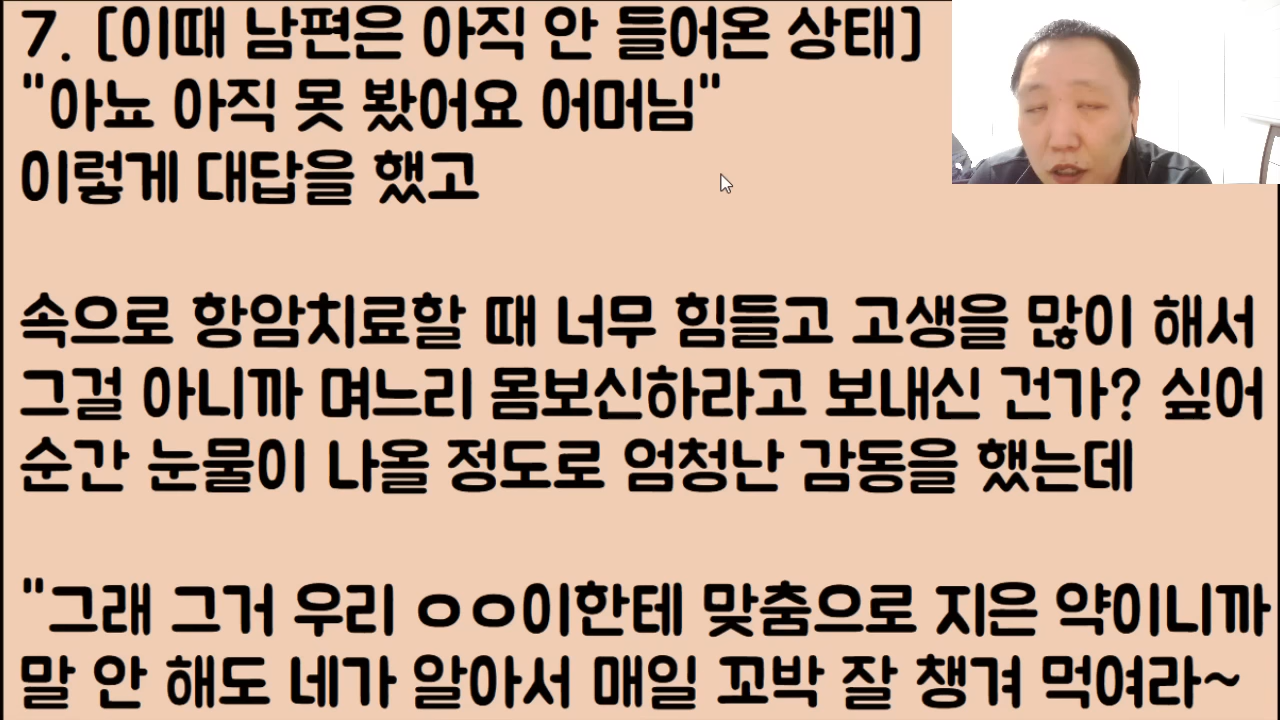 7. [이때 남편은 아직 안 들어온 상태]
"아뇨 아직 못 봤어요 어머님"
이렇게 대답을 했고
속으로 항암치료할 때 너무 힘들고 고생을 많이 해서
그걸 아니까 며느리 몸보신하라고 보내신 건가? 싶어
순간 눈물이 나올 정도로 엄청난 감동을 했는데
"그래 그거 우리 ㅇㅇ이한테 맞춤으로 지은 약이니까
말 안 해도 네가 알아서 매일 꼬박 잘 챙겨 먹여라~